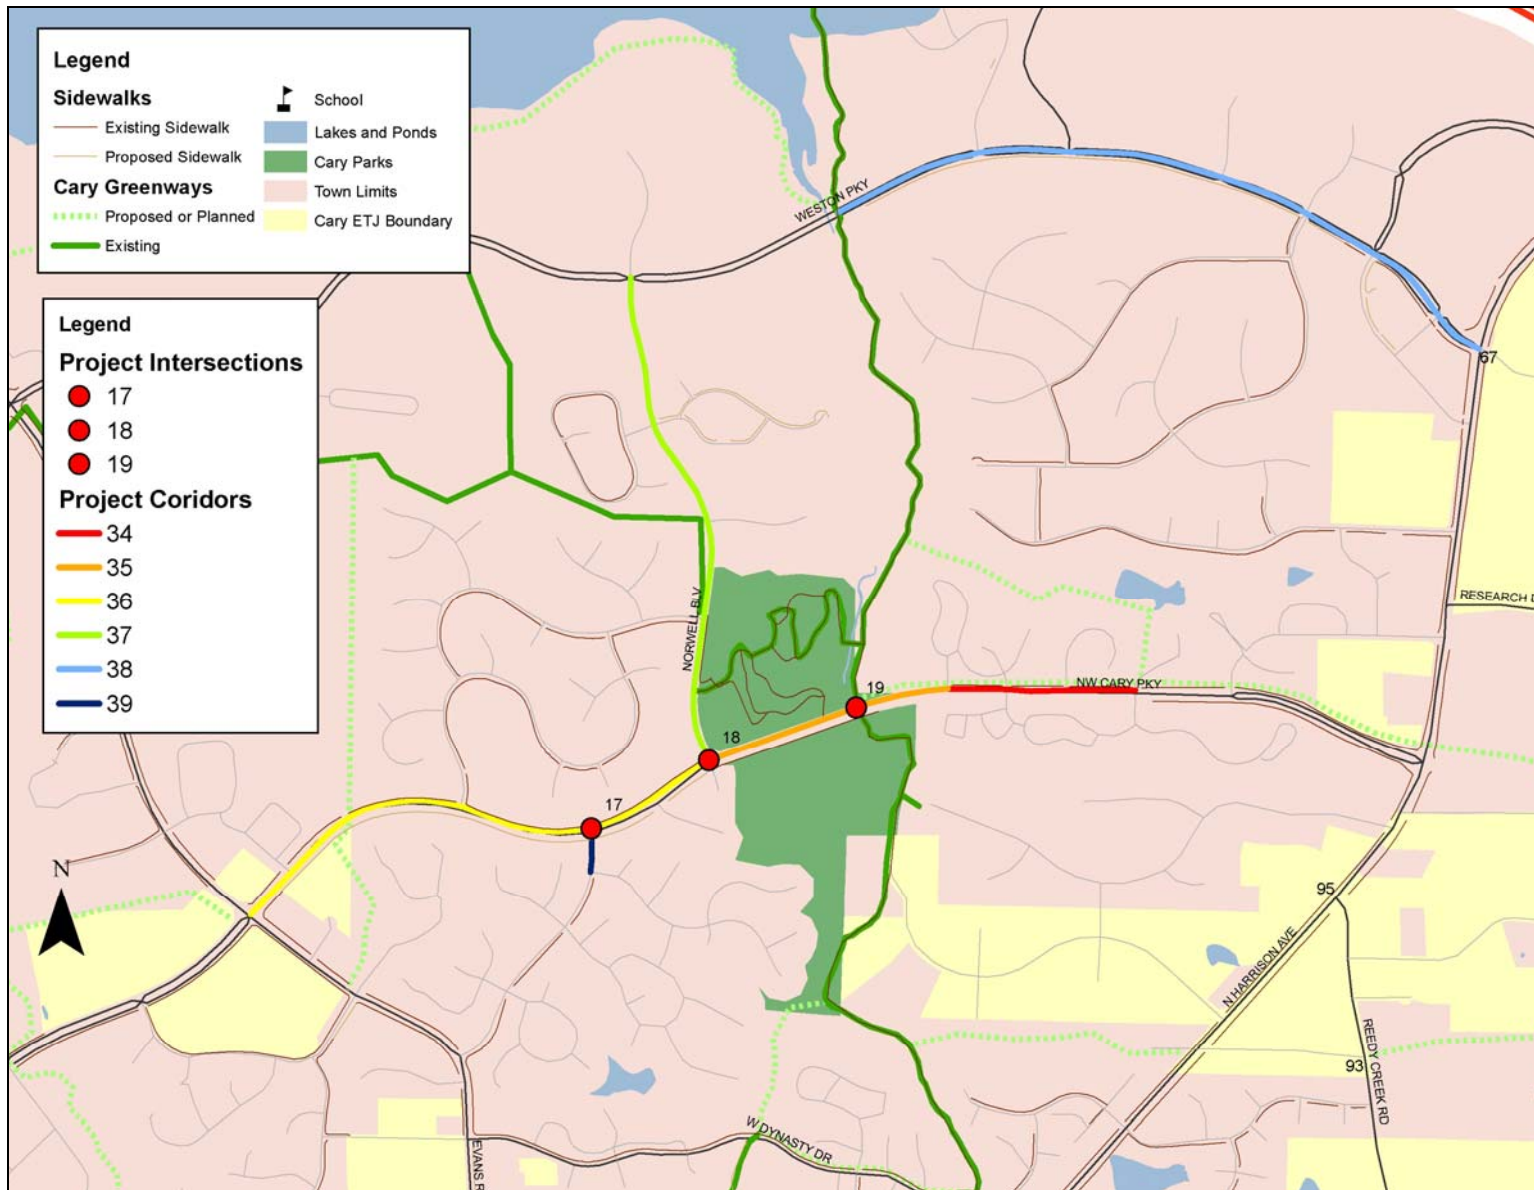 Legend
Sidewalks
Existing Sidewalk
Proposed Sidewalk
Cary Greenways
Proposed or Planned
Existing
School
Lakes and Ponds
Cary Parks
Town Limits
Cary ETJ Boundary
Legend
Project Intersections
17
18
19
Project Coridors
34
35
36
37
38
39
WESTON PKY
67
RESEARCH D
NORWELL BLV
19
NW CARY PKY
18
17
N
95
N HARRISON AVE
REEDY CREEK RD
93
W DYNASTY DR
EVANS R